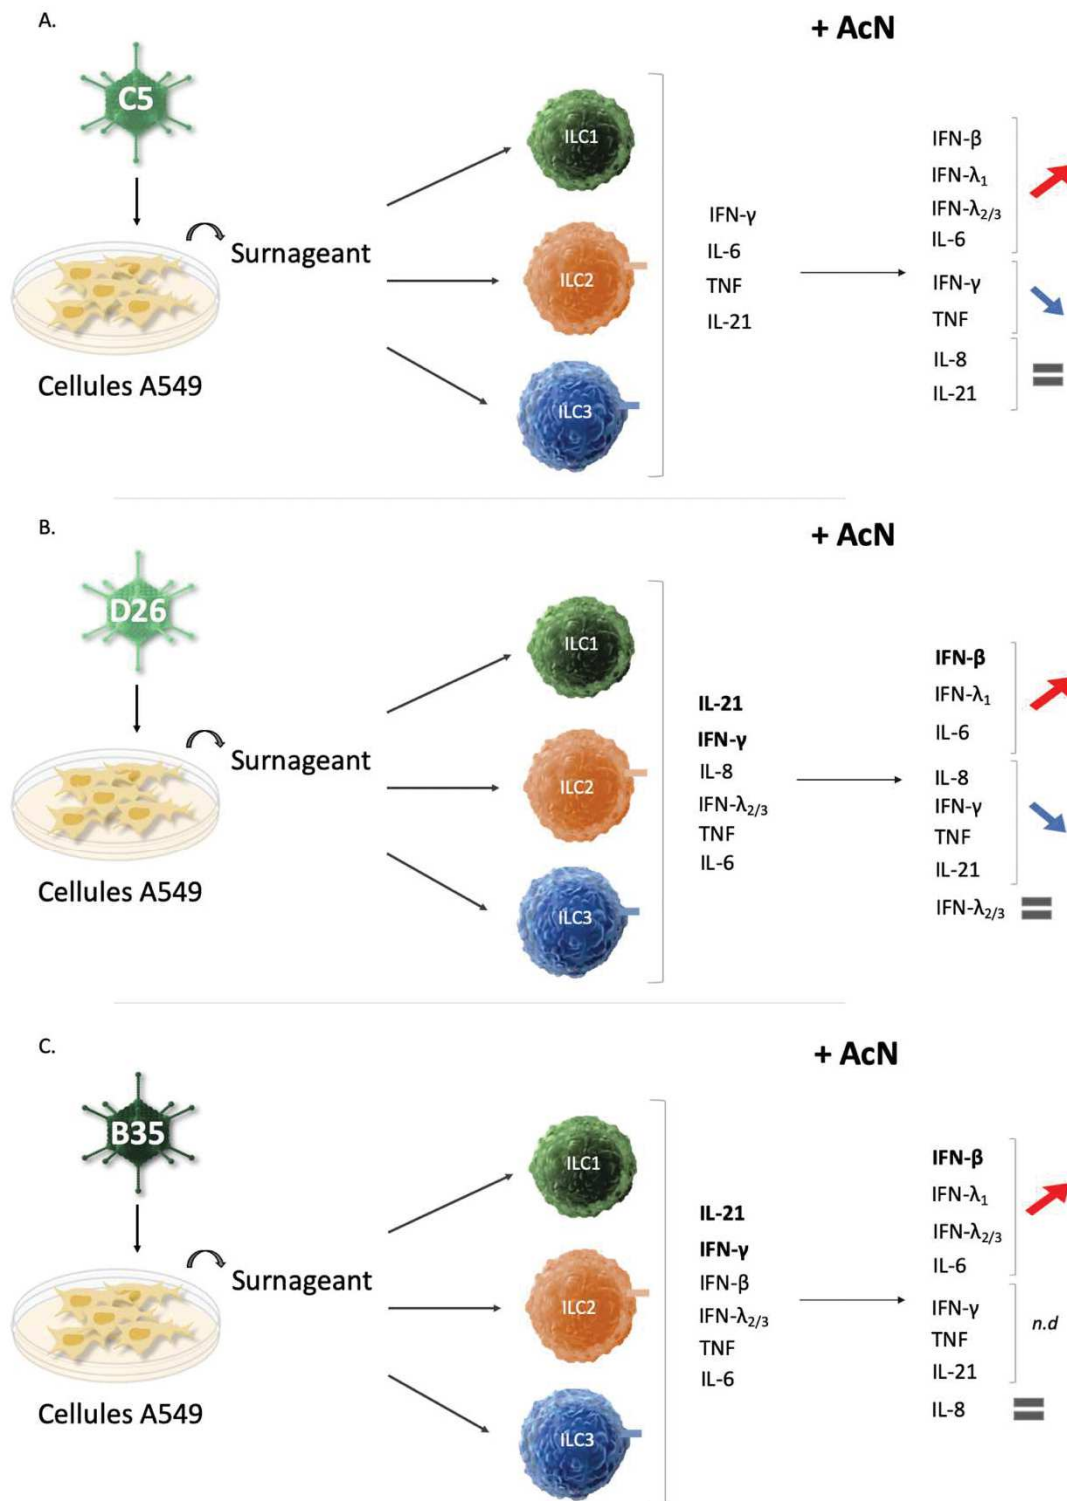 A.
+ AcN
C5
Surnageant
Cellules A549
ILC1
ILC2
ILC3
IFN-γ
IL-6
TNF
IL-21
IFN-β
IFN-λ1
IFN-λ2/3
IL-6
IFN-γ
TNF
IL-8
IL-21
B.
+ AcN
D26
Surnageant
Cellules A549
ILC1
ILC2
ILC3
IL-21
IFN-γ
IL-8
IFN-λ2/3
TNF
IL-6
IFN-β
IFN-λ1
IL-6
IL-8
IFN-γ
TNF
IL-21
IFN-λ2/3
C.
+ AcN
B35
Surnageant
Cellules A549
ILC1
ILC2
ILC3
IL-21
IFN-γ
IFN-β
IFN-λ2/3
TNF
IL-6
IFN-β
IFN-λ1
IFN-λ2/3
IL-6
IFN-γ
TNF
IL-21
n.d
IL-8